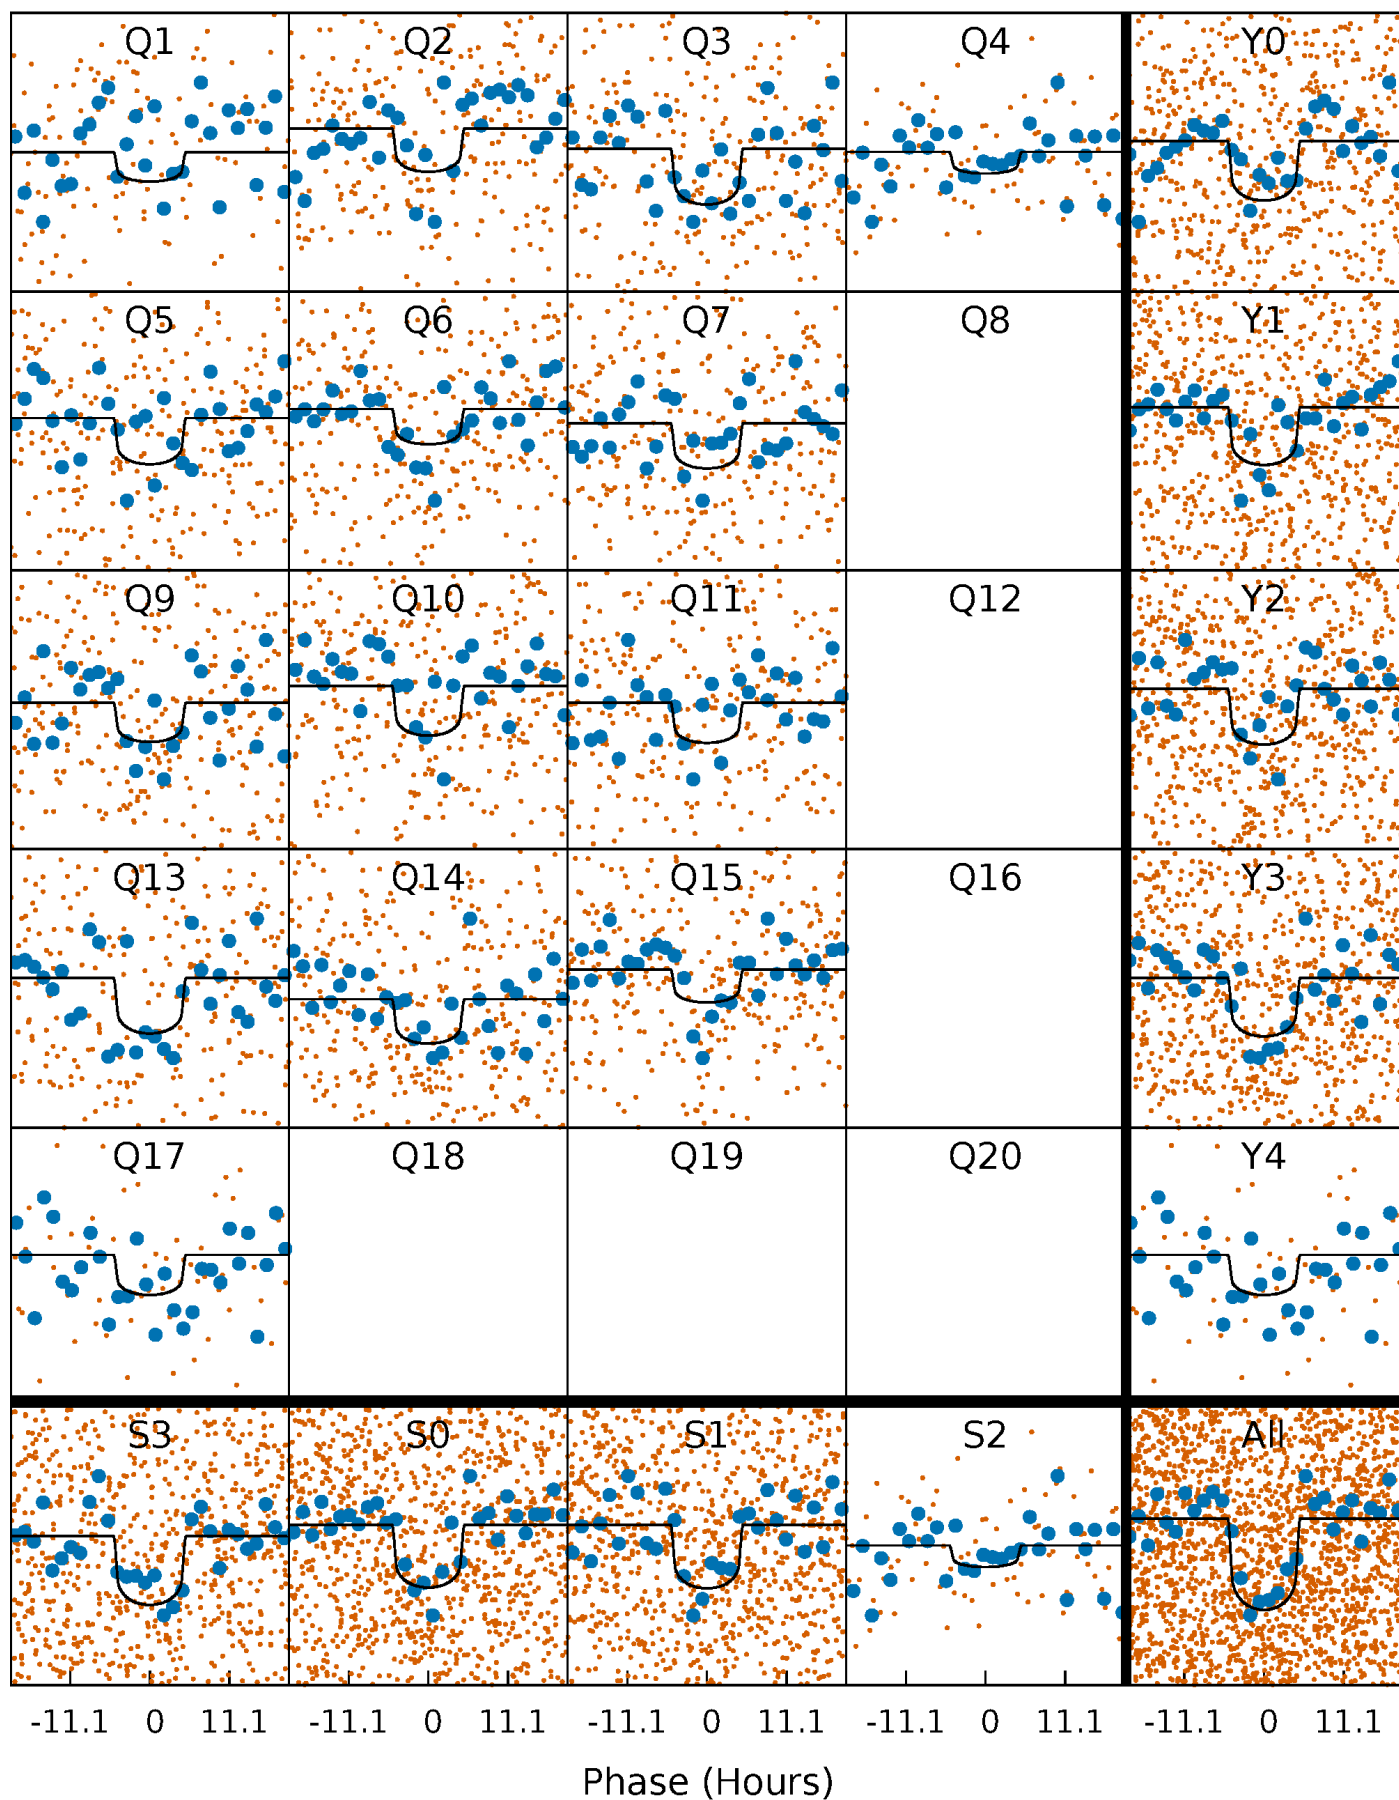 Q1 Q2 Q3 Q4 Y0
Q5 Q6 Q7 Q8 Y1
Q9 Q10 Q11 Q12 Y2
Q13 Q14 Q15 Q16 Y3
Q17 Q18 Q19 Q20 Y4
S3 S0 S1 S2 All
-11.1 0 11.1 -11.1 0 11.1 -11.1 0 11.1 -11.1 0 11.1 -11.1 0 11.1
Phase (Hours)